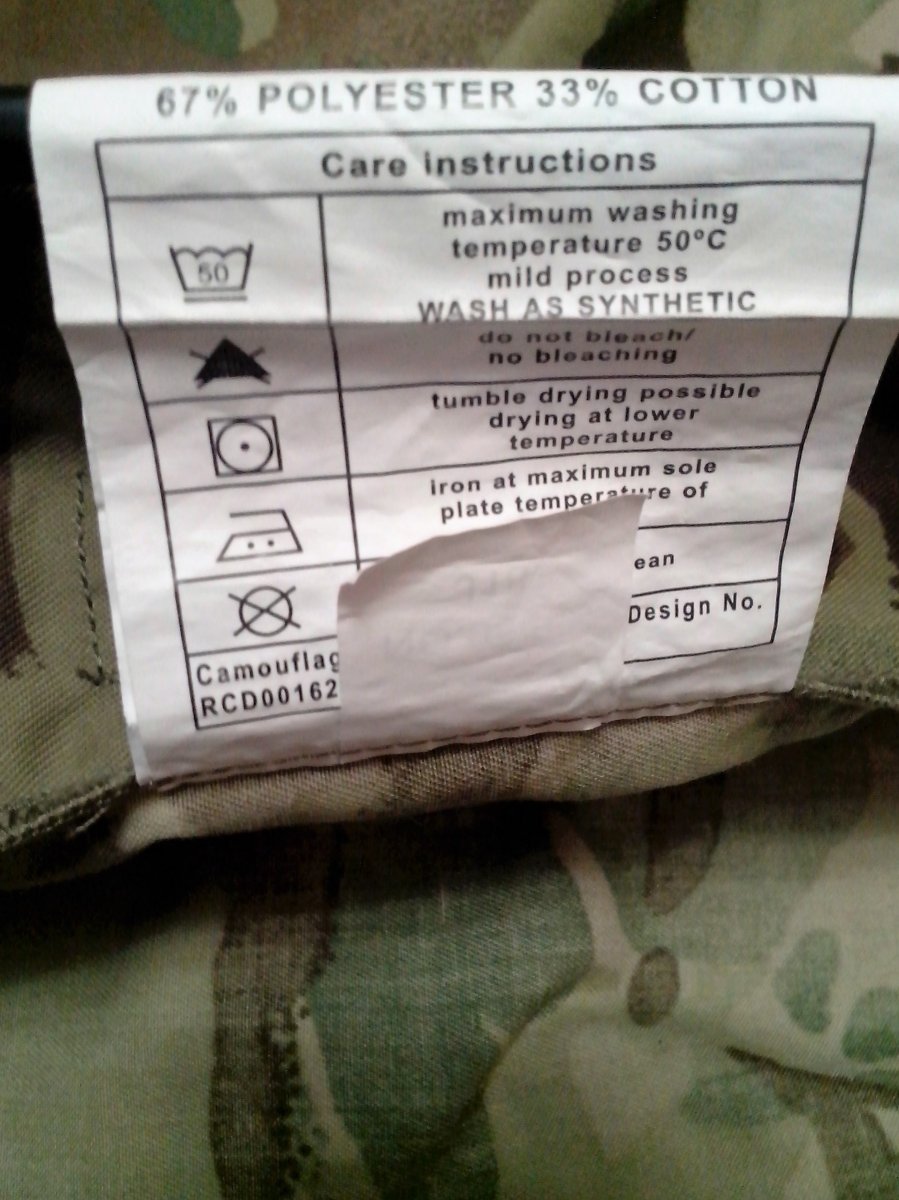 67% POLYESTER 33% COTTON
Care instructions
50
maximum washing
temperature 50ºC
mild process
WASH AS SYNTHETIC
do not bleach/
no bleaching
tumble drying possible
drying at lower
temperature
iron at maximum sole
plate temperature of
ean
Camouflag
Design No.
RCD00162